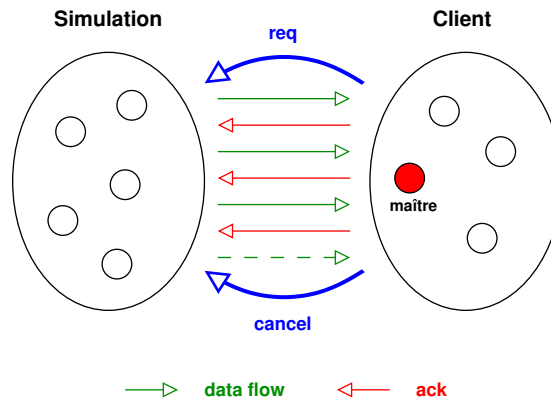 Simulation
Client
req
maître
cancel
data flow
ack